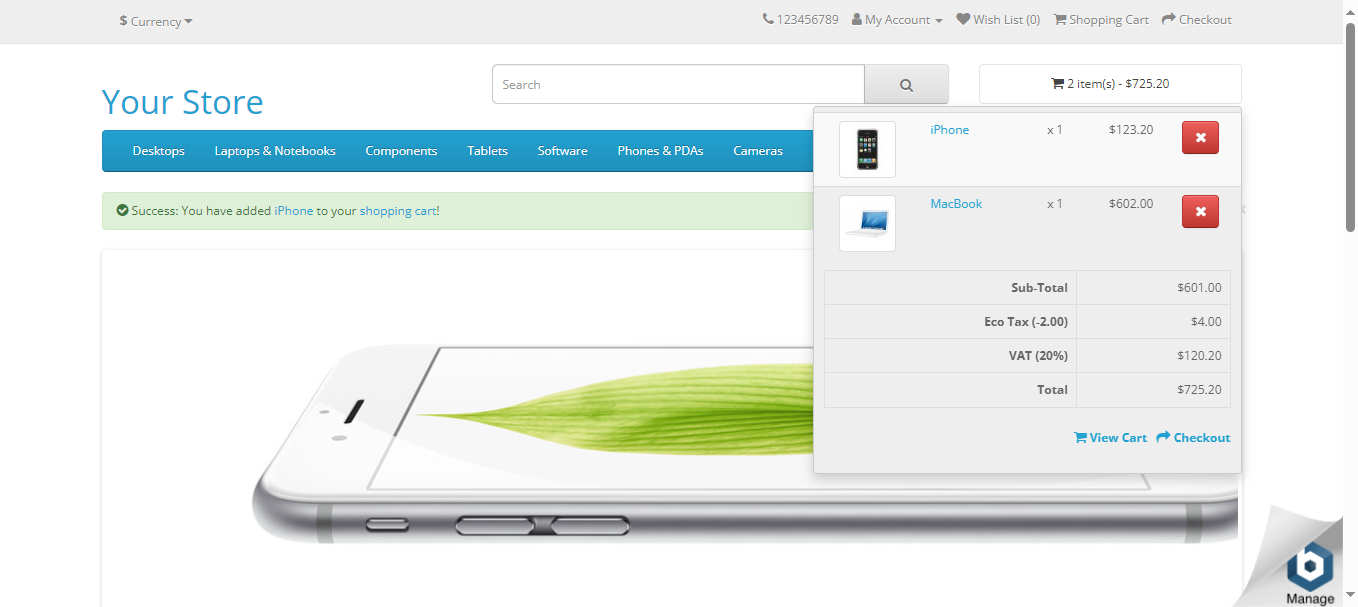 $ Currency
123456789 My Account Wish List (0) Shopping Cart Checkout
Your Store
Search
2 item(s) - $725.20
Desktops Laptops & Notebooks Components Tablets Software Phones & PDAs Cameras
Success: You have added iPhone to your shopping cart!
iPhone x 1 $123.20
MacBook x 1 $602.00
Sub-Total $601.00
Eco Tax (-2.00) $4.00
VAT (20%) $120.20
Total $725.20
View Cart Checkout
Manage